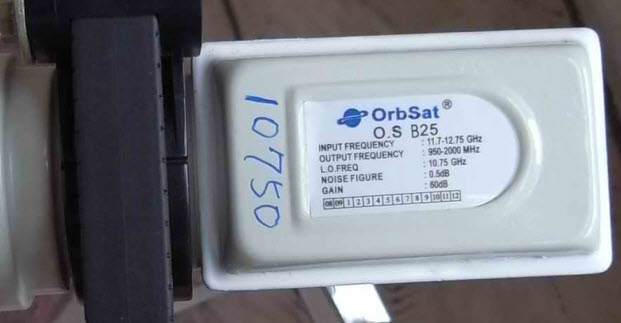 OrbSat®
O.S B25
INPUT FREQUENCY : 11.7-12.75 GHz
OUTPUT FREQUENCY : 950-2000 MHz
L.O.FREQ : 10.75 GHz
NOISE FIGURE : 0.5dB
GAIN : 60dB
08 09 1 2 3 4 5 6 7 8 9 10 11 12
10750